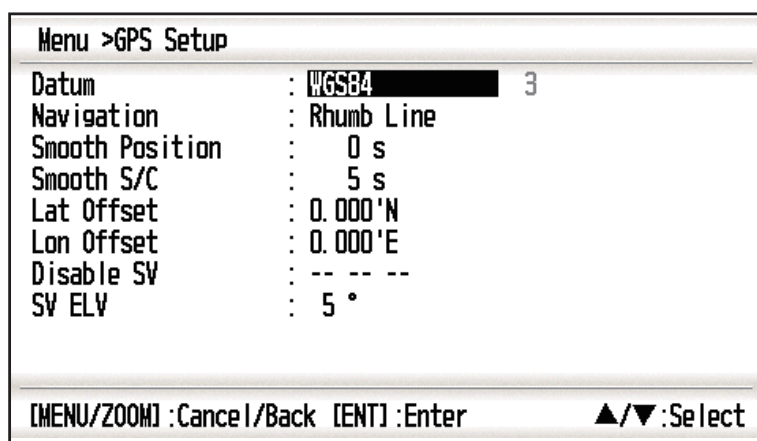 Menu >GPS Setup
Datum : WGS84 3
Navigation : Rhumb Line
Smooth Position : 0 s
Smooth S/C : 5 s
Lat Offset : 0.000'N
Lon Offset : 0.000'E
Disable SV : -- -- --
SV ELV : 5 °
[MENU/ZOOM]:Cancel/Back [ENT]:Enter ▲/▼:Select